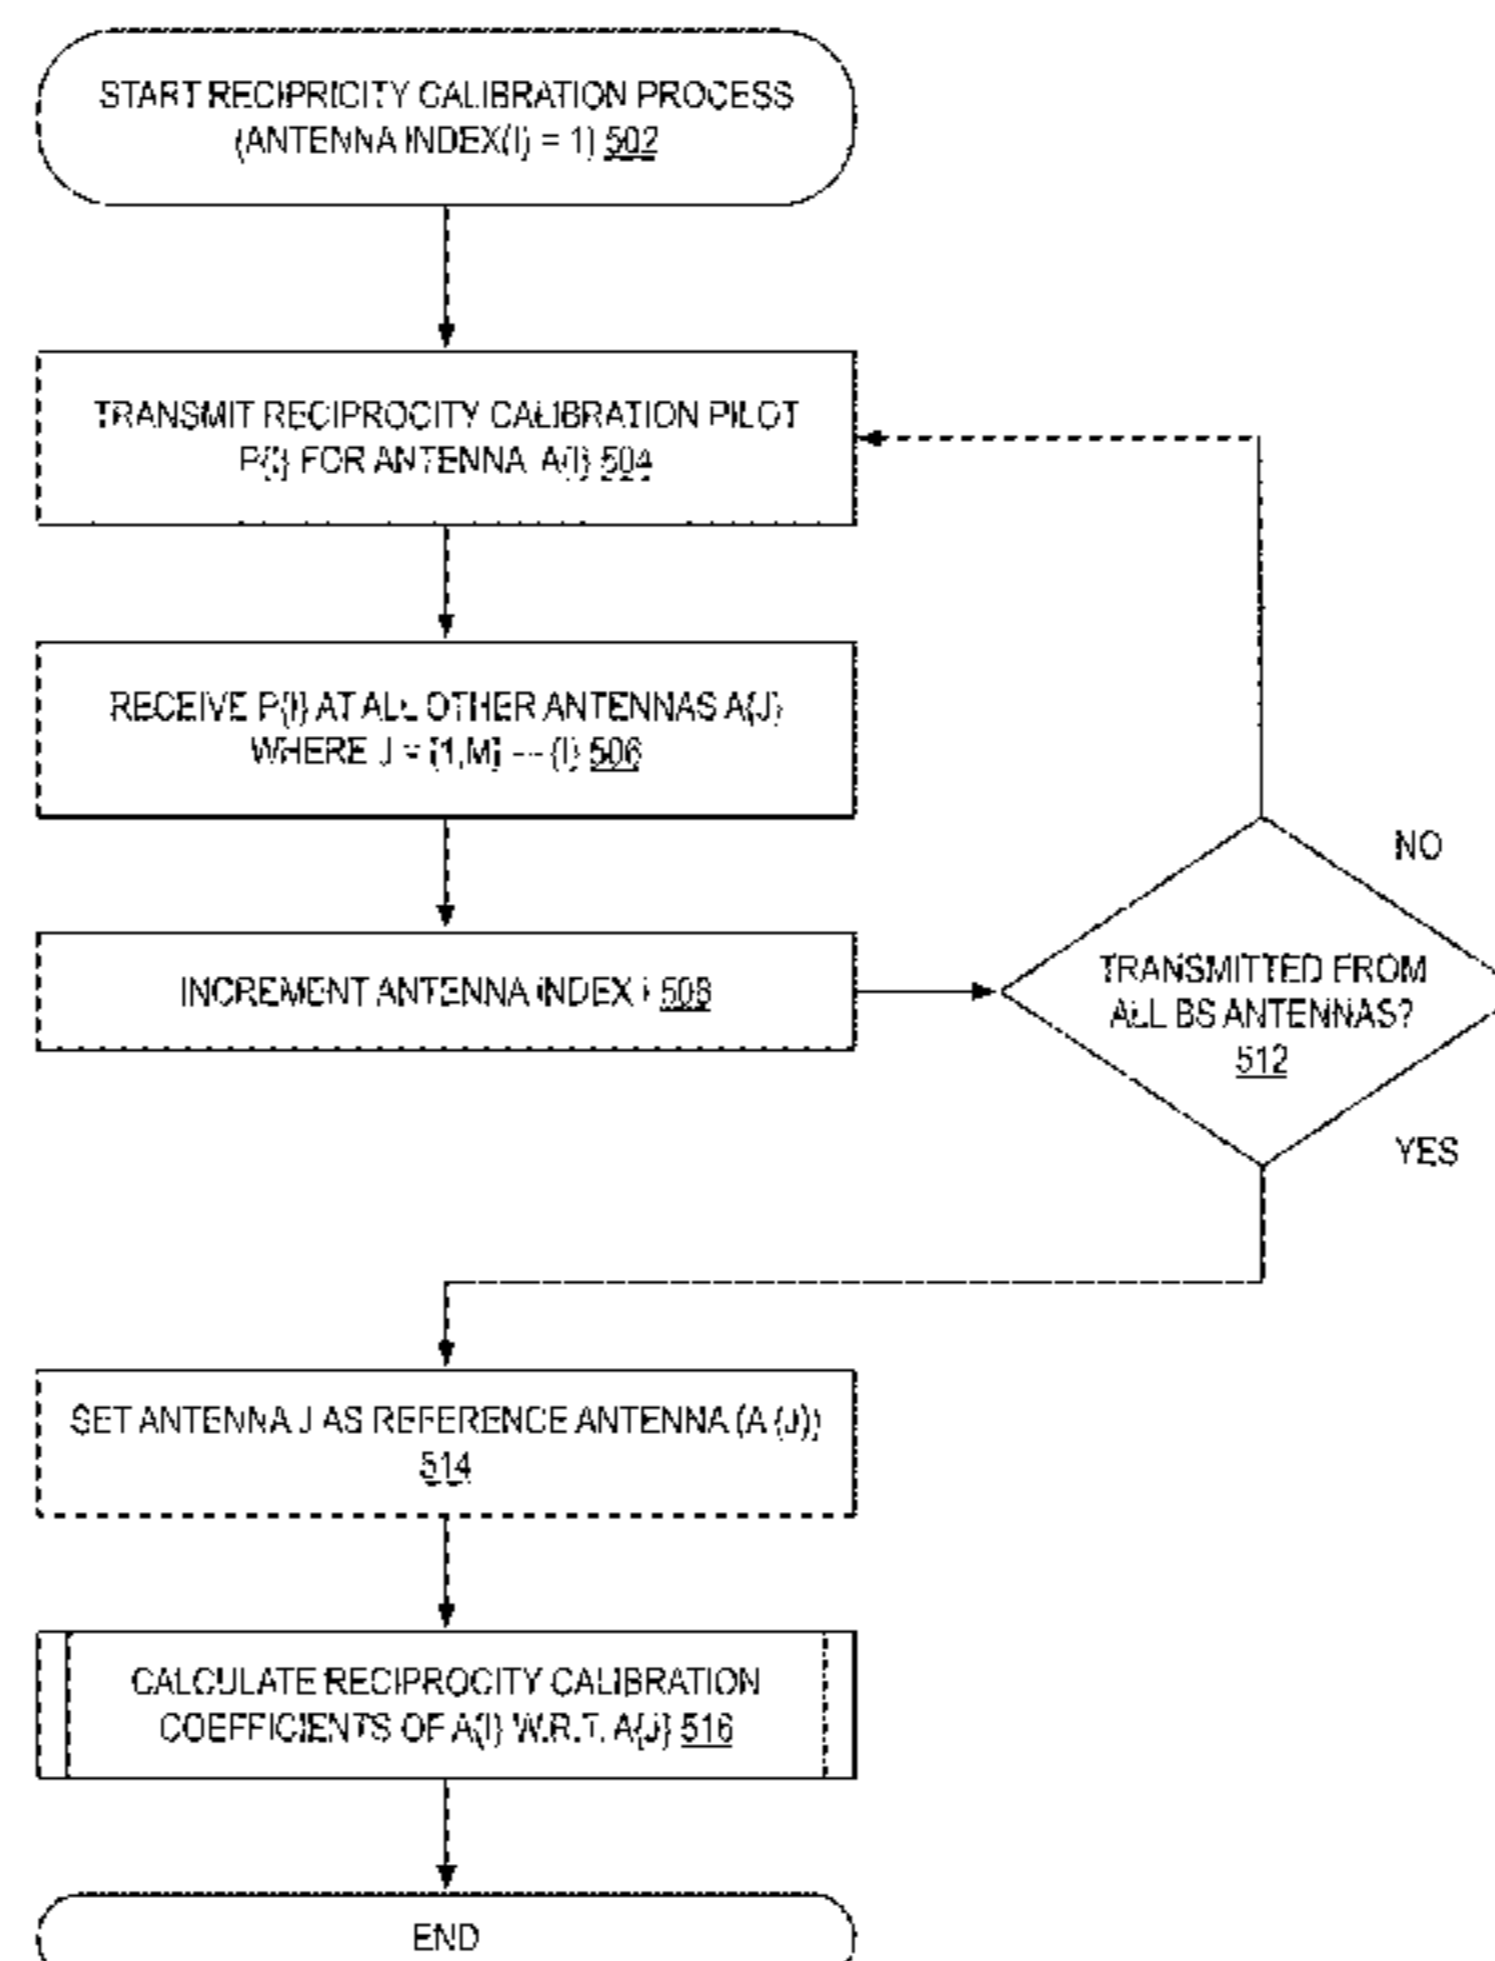 START RECIPRICITY CALIBRATION PROCESS
(ANTENNA INDEX(I) = 1) 502
TRANSMIT RECIPROCITY CALIBRATION PILOT
P(I) FOR ANTENNA A(I) 504
RECEIVE P(I) AT ALL OTHER ANTENNAS A(J)
WHERE J = [1,M] -- {I} 506
INCREMENT ANTENNA INDEX I 508
NO
TRANSMITTED FROM
ALL BS ANTENNAS?
512
YES
SET ANTENNA J AS REFERENCE ANTENNA (A (J))
514
CALCULATE RECIPROCITY CALIBRATION
COEFFICIENTS OF A(I) W.R.T. A(J) 516
END